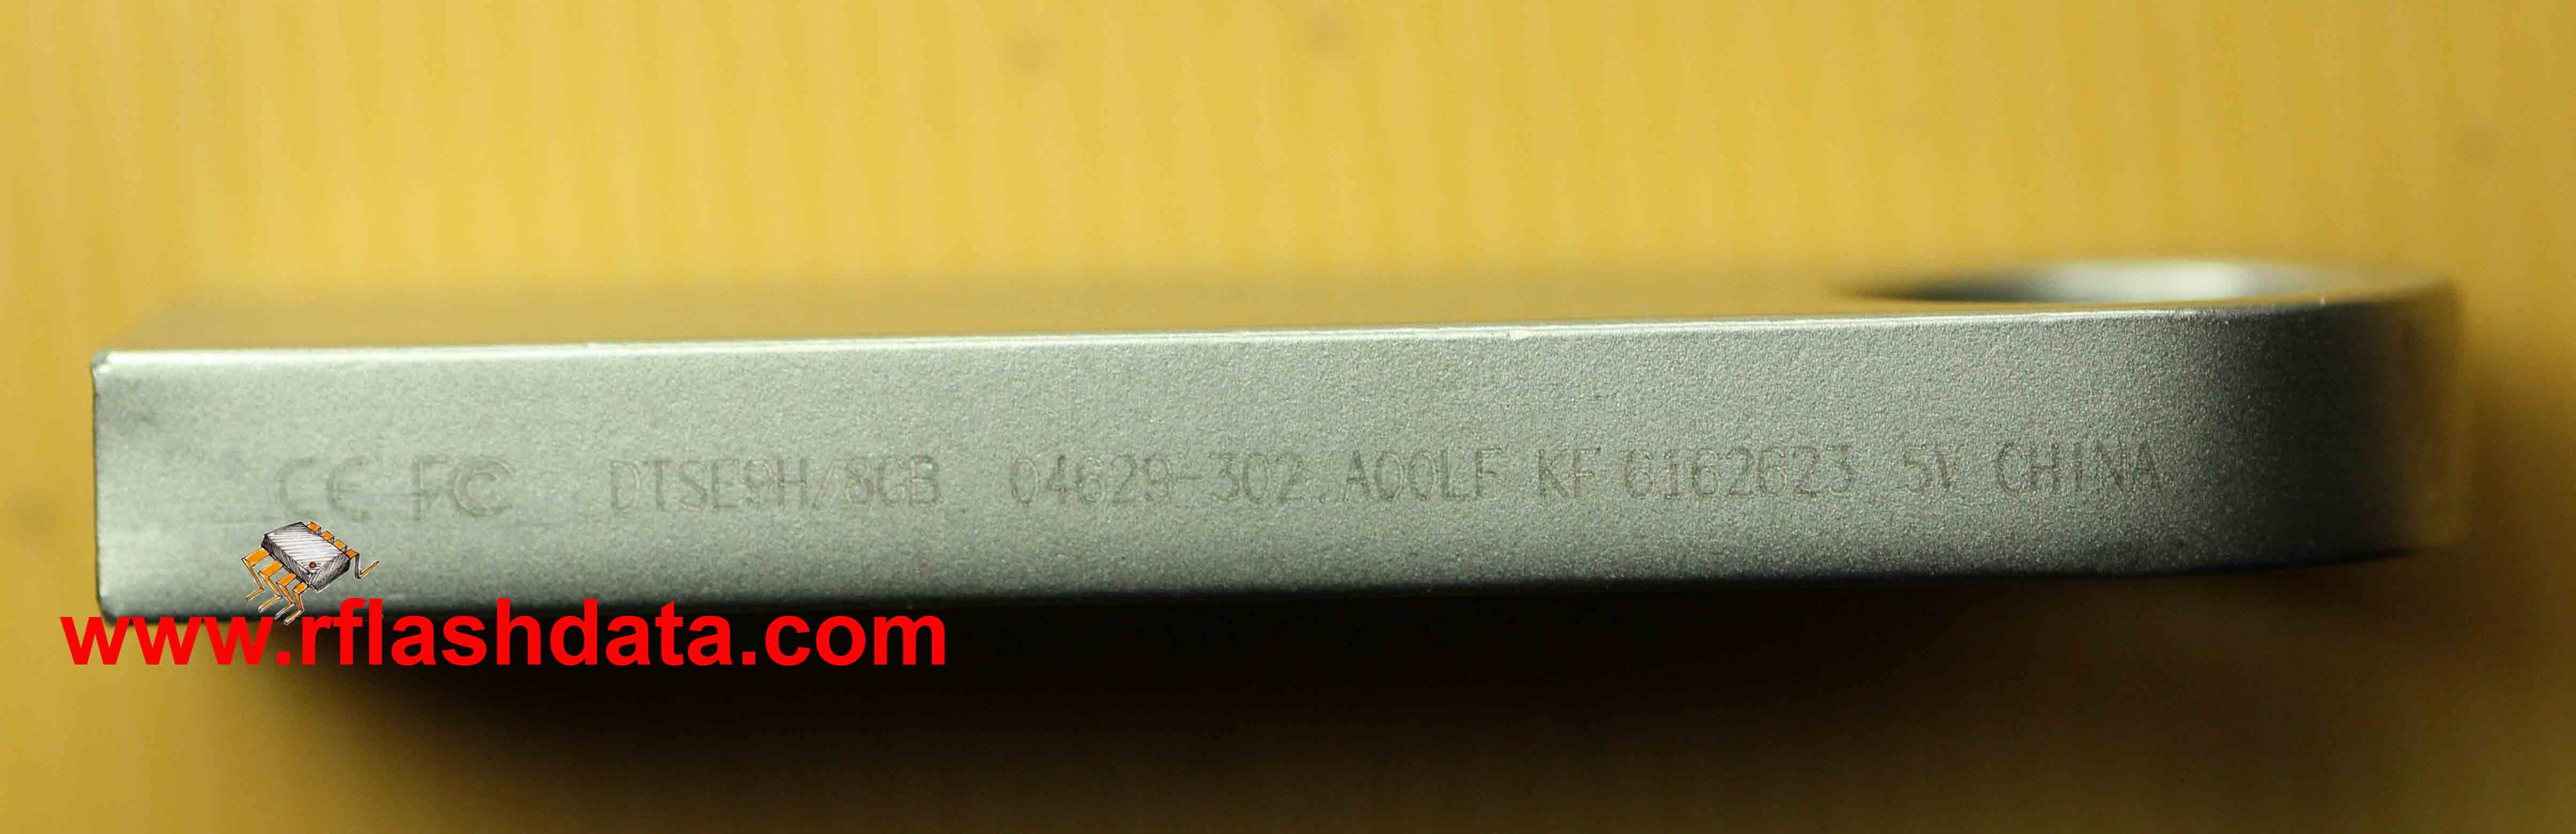 CE FC DTSE9H/8GB 04629-302.A00LF KF 6162623 5V CHINA
www.rflashdata.com